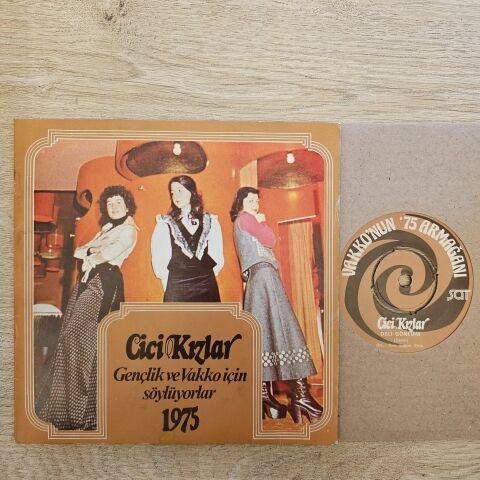 Cici Kızlar
Gençlik ve Vakko için
söylüyorlar
1975
VAKKO'NUN '75 ARMAĞANI
SAT
Cici Kızlar
DELİ GÖNLÜM